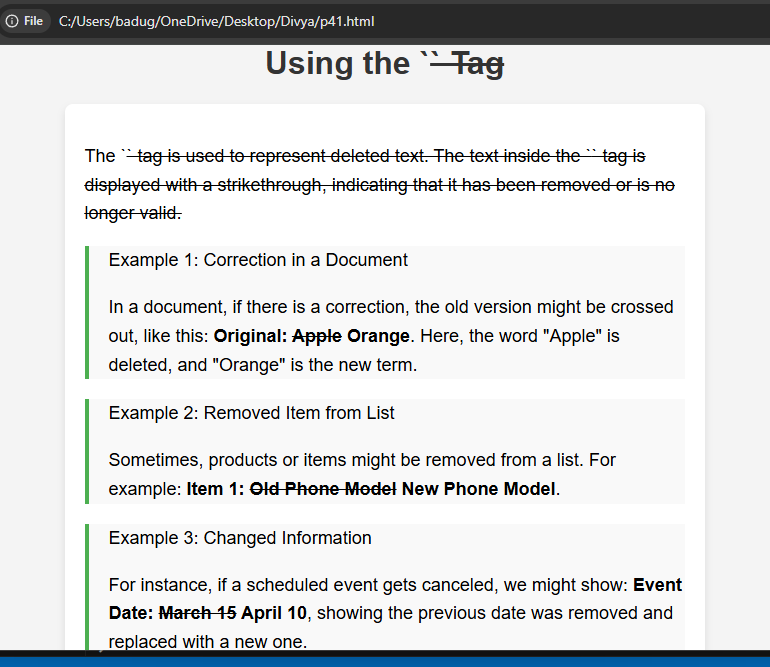 File C:/Users/badug/OneDrive/Desktop/Divya/p41.html
Using the `` Tag
The `` tag is used to represent deleted text. The text inside the `` tag is
displayed with a strikethrough, indicating that it has been removed or is no
longer valid.
Example 1: Correction in a Document
In a document, if there is a correction, the old version might be crossed
out, like this: Original: Apple Orange. Here, the word "Apple" is
deleted, and "Orange" is the new term.
Example 2: Removed Item from List
Sometimes, products or items might be removed from a list. For
example: Item 1: Old Phone Model New Phone Model.
Example 3: Changed Information
For instance, if a scheduled event gets canceled, we might show: Event
Date: March 15 April 10, showing the previous date was removed and
replaced with a new one.